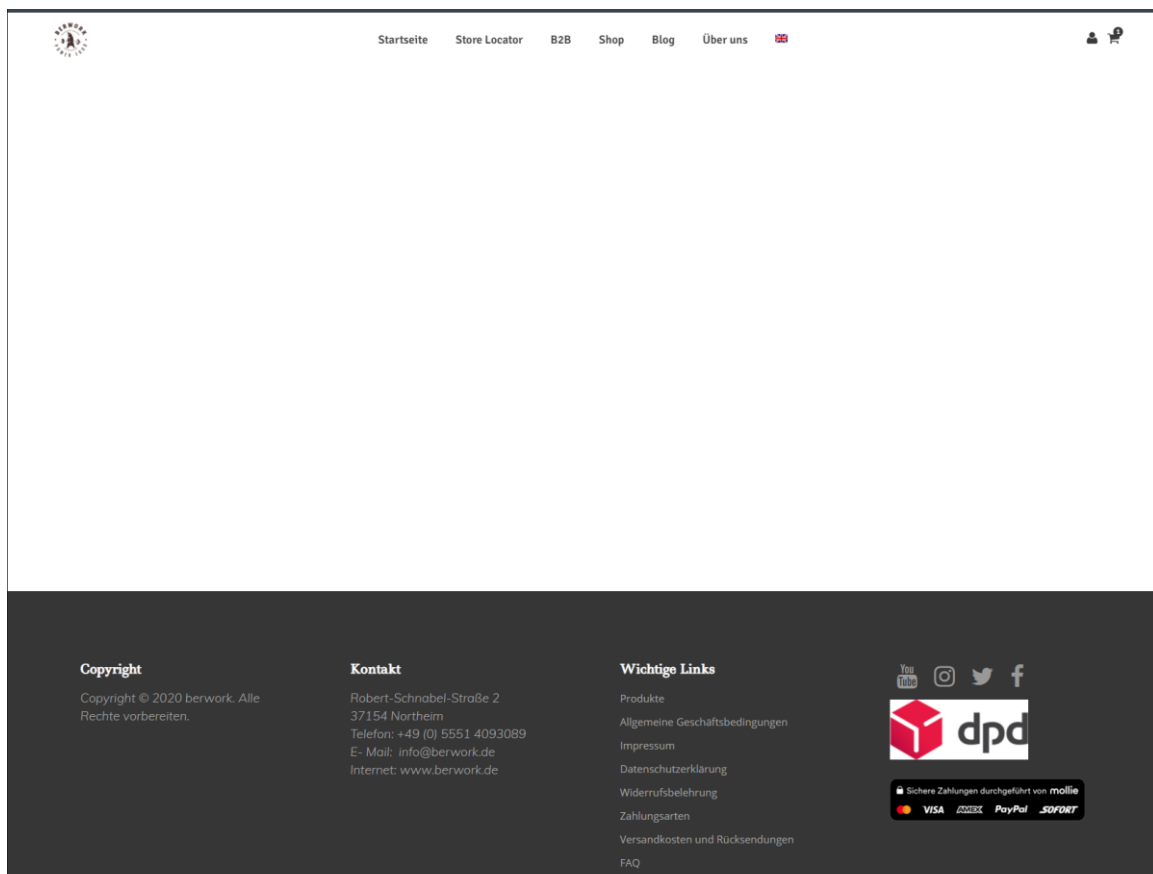 BERWORK
Startseite
Store Locator
B2B
Shop
Blog
Über uns
1
Copyright
Copyright © 2020 berwork. Alle
Rechte vorbereiten.
Kontakt
Robert-Schnabel-Straße 2
37154 Northeim
Telefon: +49 (0) 5551 4093089
E- Mail: info@berwork.de
Internet: www.berwork.de
Wichtige Links
Produkte
Allgemeine Geschäftsbedingungen
Impressum
Datenschutzerklärung
Widerrufsbelehrung
Zahlungsarten
Versandkosten und Rücksendungen
FAQ
You
Tube
dpd
Sichere Zahlungen durchgeführt von mollie
VISA AMEX PayPal SOFORT